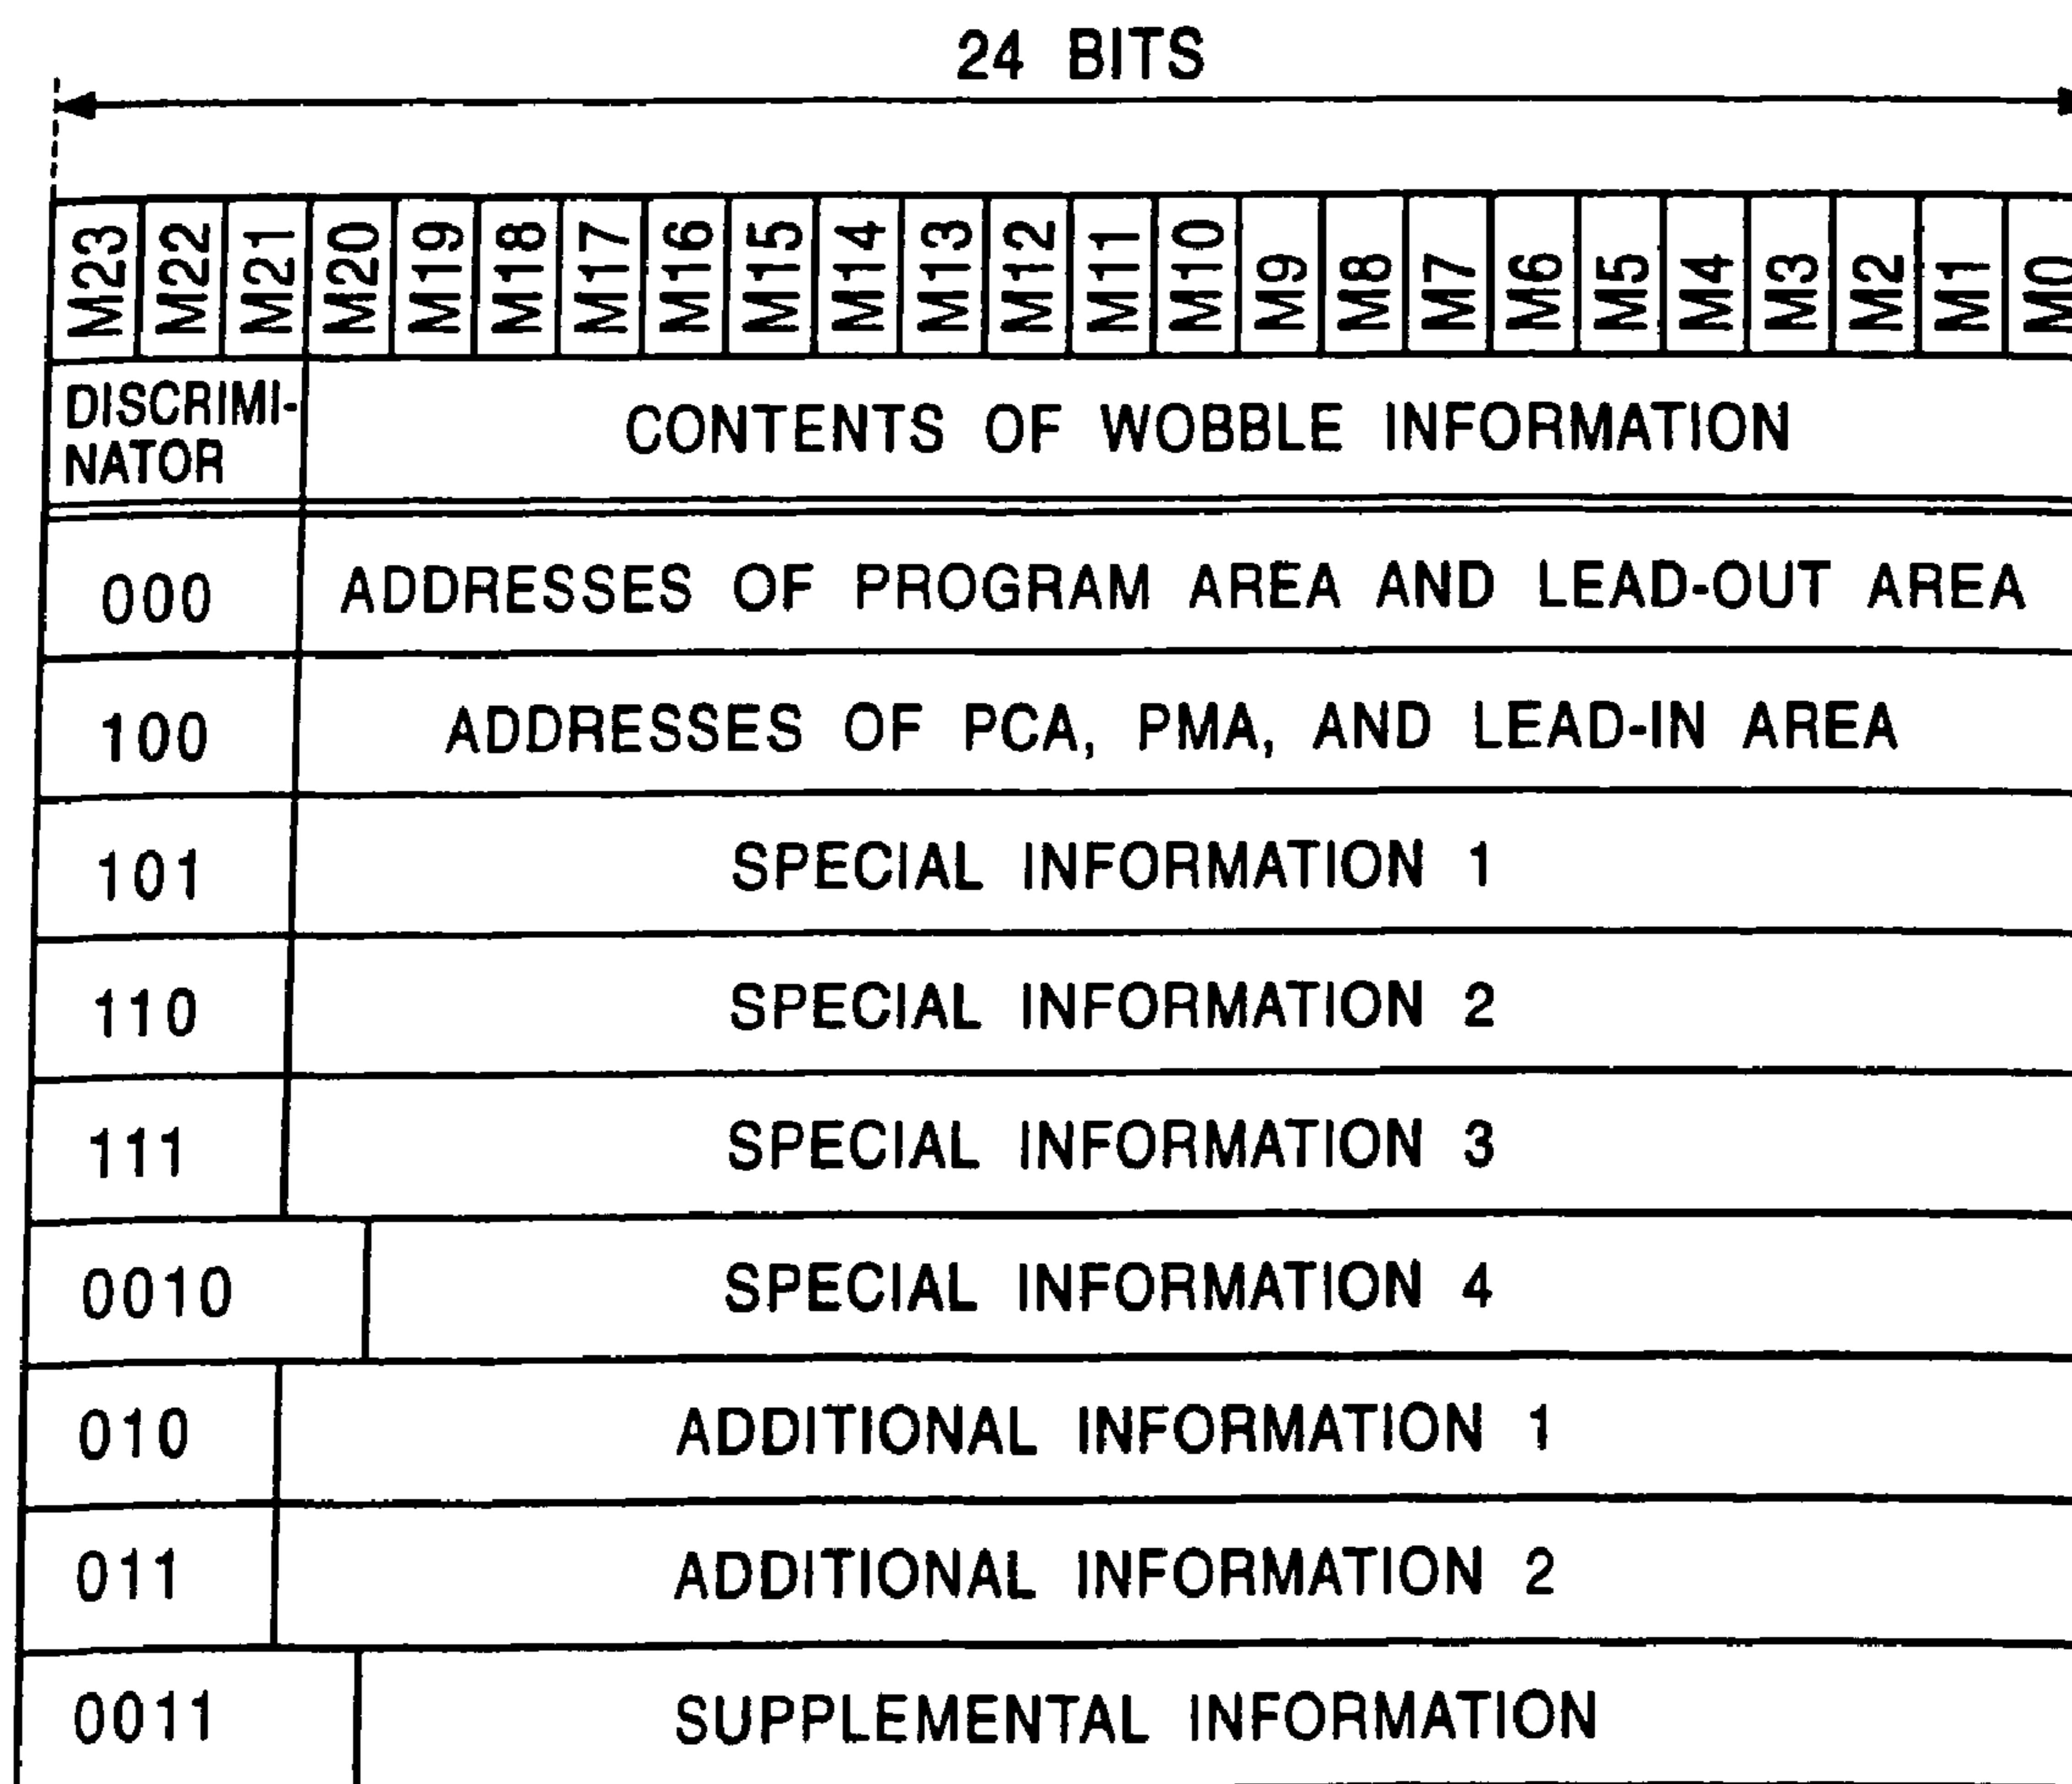 24 BITS
M23 M22 M21 M20 M19 M18 M17 M16 M15 M14 M13 M12 M11 M10 M9 M8 M7 M6 M5 M4 M3 M2 M1 M0
DISCRIMI-
NATOR
CONTENTS OF WOBBLE INFORMATION
000 ADDRESSES OF PROGRAM AREA AND LEAD-OUT AREA
100 ADDRESSES OF PCA, PMA, AND LEAD-IN AREA
101 SPECIAL INFORMATION 1
110 SPECIAL INFORMATION 2
111 SPECIAL INFORMATION 3
0010 SPECIAL INFORMATION 4
010 ADDITIONAL INFORMATION 1
011 ADDITIONAL INFORMATION 2
0011 SUPPLEMENTAL INFORMATION